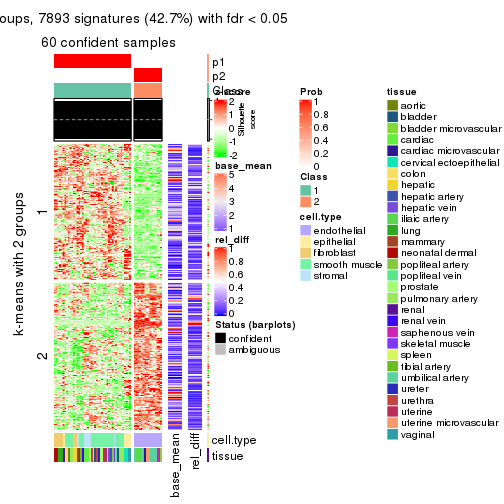 oups, 7893 signatures (42.7%) with fdr < 0.05
60 confident samples
p1
p2
Class
Silhouette
score
k-means with 2 groups
1
2
cell.type
tissue
base_mean
rel_diff
2
1
0
-1
-2
base_mean
5
4
3
2
1
rel_diff
1
0.8
0.6
0.4
0.2
0
Status (barplots)
confident
ambiguous
Prob
1
0.8
0.6
0.4
0.2
0
Class
1
2
cell.type
endothelial
epithelial
fibroblast
smooth muscle
stromal
tissue
aortic
bladder
bladder microvascular
cardiac
cardiac microvascular
cervical ectoepithelial
colon
hepatic
hepatic artery
hepatic vein
iliaic artery
lung
mammary
neonatal dermal
popliteal artery
popliteal vein
prostate
pulmonary artery
renal
renal vein
saphenous vein
skeletal muscle
spleen
tibial artery
umbilical artery
ureter
urethra
uterine
uterine microvascular
vaginal